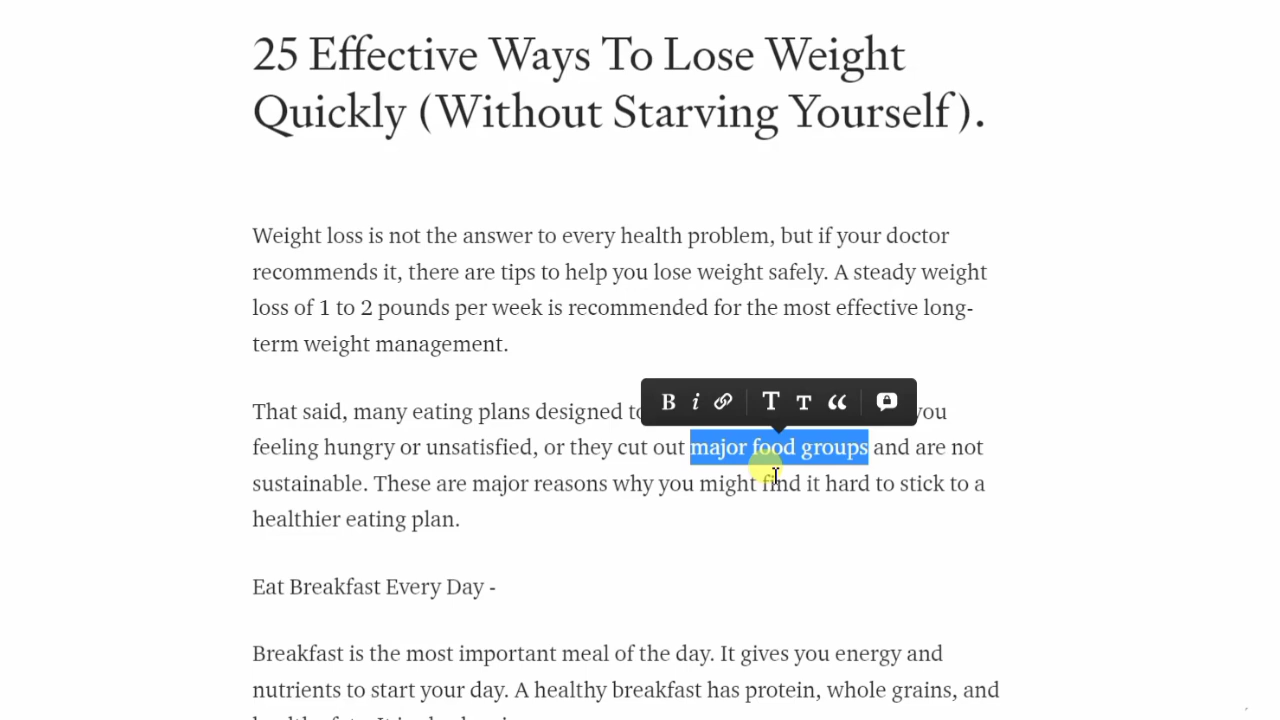 25 Effective Ways To Lose Weight
Quickly (Without Starving Yourself).
Weight loss is not the answer to every health problem, but if your doctor
recommends it, there are tips to help you lose weight safely. A steady weight
loss of 1 to 2 pounds per week is recommended for the most effective long-
term weight management.
B i T T
That said, many eating plans designed you
feeling hungry or unsatisfied, or they cut out major food groups and are not
sustainable. These are major reasons why you might find it hard to stick to a
healthier eating plan.
Eat Breakfast Every Day -
Breakfast is the most important meal of the day. It gives you energy and
nutrients to start your day. A healthy breakfast has protein, whole grains, and